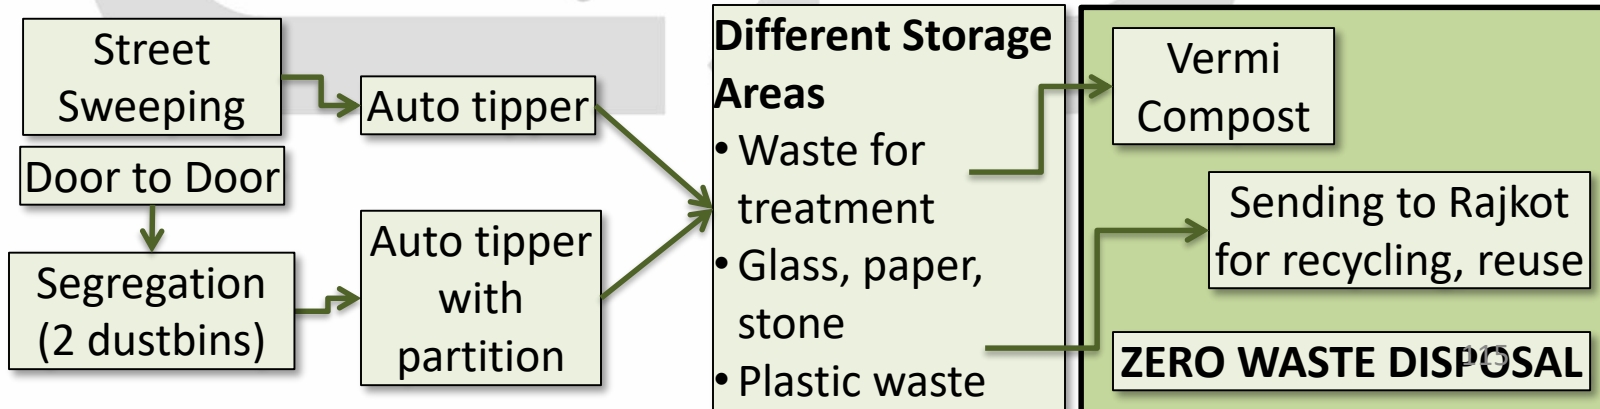 Street
Sweeping
Auto tipper
Door to Door
Segregation
(2 dustbins)
Auto tipper
with
partition
Different Storage
Areas
• Waste for
treatment
• Glass, paper,
stone
• Plastic waste
Vermi
Compost
Sending to Rajkot
for recycling, reuse
ZERO WASTE DISPOSAL
115